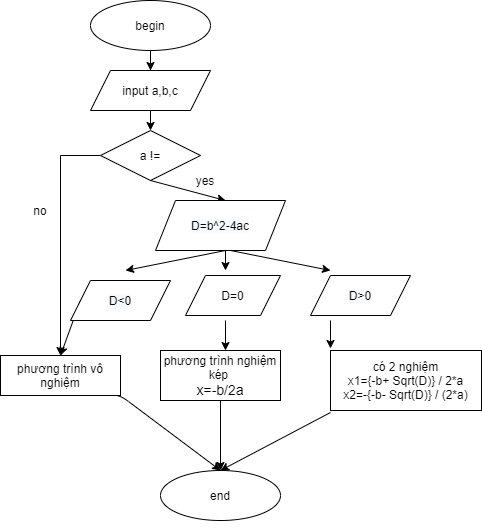 begin
input a,b,c
a !=
yes
no
D=b^2-4ac
D<0
D=0
D>0
phương trình vô
nghiệm
phương trình nghiệm
kép
x=-b/2a
có 2 nghiệm
x1={-b+ Sqrt(D)} / 2*a
x2=-{-b- Sqrt(D)} / (2*a)
end